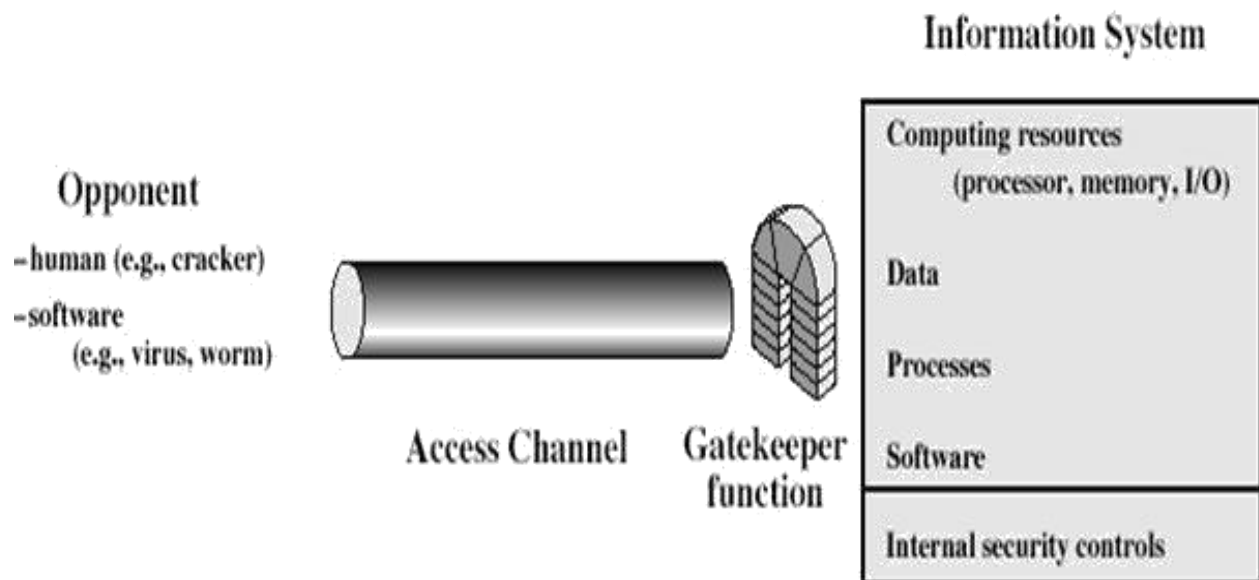 Information System
Opponent
–human (e.g., cracker)
–software
(e.g., virus, worm)
Access Channel
Gatekeeper
function
Computing resources
(processor, memory, I/O)
Data
Processes
Software
Internal security controls